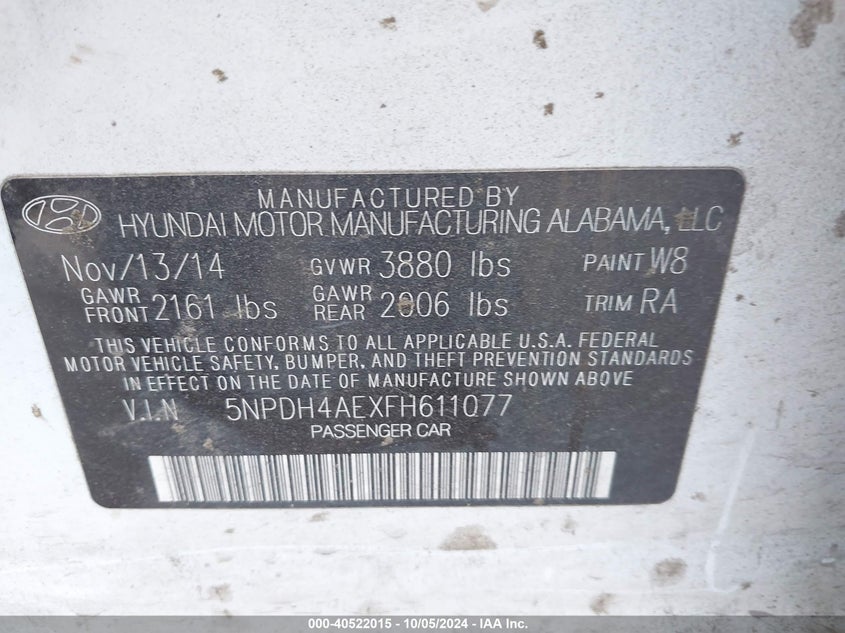 MANUFACTURED BY
HYUNDAI MOTOR MANUFACTURING ALABAMA, LLC
Nov/13/14 GVWR 3880 lbs PAINT W8
GAWR FRONT 2161 lbs GAWR REAR 2006 lbs TRIM RA
THIS VEHICLE CONFORMS TO ALL APPLICABLE U.S.A. FEDERAL
MOTOR VEHICLE SAFETY, BUMPER, AND THEFT PREVENTION STANDARDS
IN EFFECT ON THE DATE OF MANUFACTURE SHOWN ABOVE
V.I.N 5NPDH4AEXFH611077
PASSENGER CAR
000-40522015 - 10/05/2024 - IAA Inc.